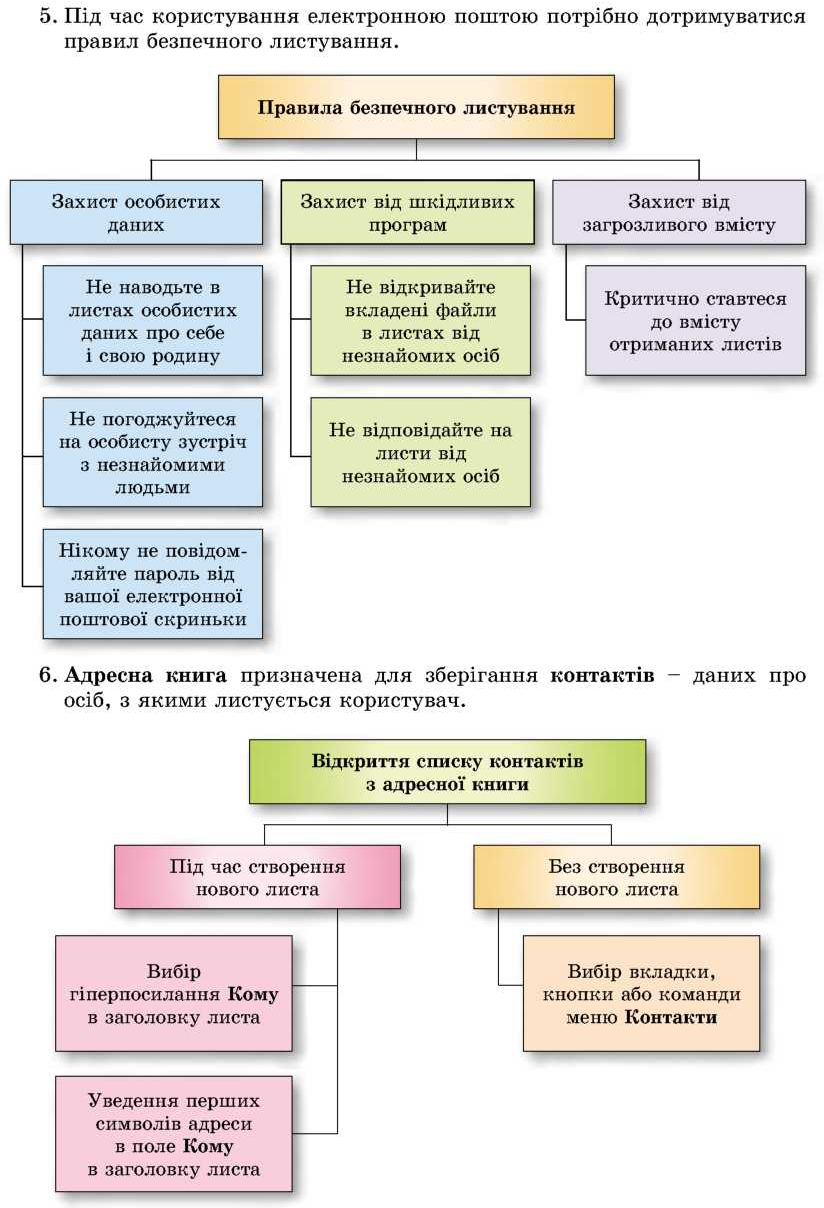 5. Під час користування електронною поштою потрібно дотримуватися
правил безпечного листування.
Правила безпечного листування
Захист особистих
даних
Не наводьте в
листах особистих
даних про себе
і свою родину
Не погоджуйтеся
на особисту зустріч
з незнайомими
людьми
Нікому не повідом-
ляйте пароль від
вашої електронної
поштової скриньки
Захист від шкідливих
програм
Не відкривайте
вкладені файли
в листах від
незнайомих осіб
Не відповідайте на
листи від
незнайомих осіб
Захист від
загрозливого вмісту
Критично ставтеся
до вмісту
отриманих листів
6. Адресна книга призначена для зберігання контактів – даних про
осіб, з якими листується користувач.
Відкриття списку контактів
з адресної книги
Під час створення
нового листа
Вибір
гіперпосилання Кому
в заголовку листа
Уведення перших
символів адреси
в поле Кому
в заголовку листа
Без створення
нового листа
Вибір вкладки,
кнопки або команди
меню Контакти